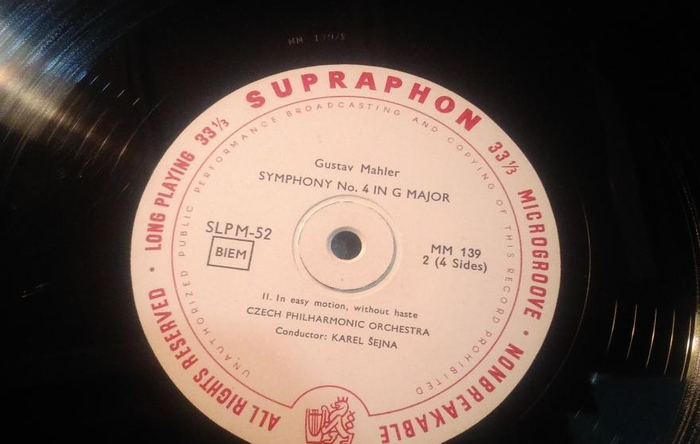 MM 139/B
SUPRAPHON
LONG PLAYING 33⅓
33⅓ MICROGROOVE • NONBREAKABLE
• ALL RIGHTS RESERVED •
UNAUTHORIZED PUBLIC PERFORMANCE BROADCASTING AND COPYING OF THIS RECORD PROHIBITED
Gustav Mahler
SYMPHONY No. 4 IN G MAJOR
SLPM-52
BIEM
MM 139
2 (4 Sides)
II. In easy motion, without haste
CZECH PHILHARMONIC ORCHESTRA
Conductor: KAREL ŠEJNA